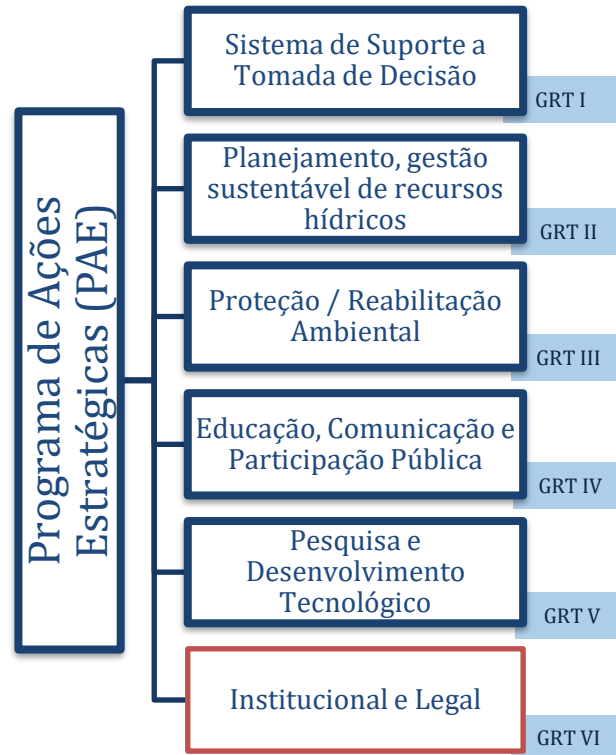 Programa de Ações
Estratégicas (PAE)
Sistema de Suporte a
Tomada de Decisão
GRT I
Planejamento, gestão
sustentável de recursos
hídricos
GRT II
Proteção / Reabilitação
Ambiental
GRT III
Educação, Comunicação e
Participação Pública
GRT IV
Pesquisa e
Desenvolvimento
Tecnológico
GRT V
Institucional e Legal
GRT VI